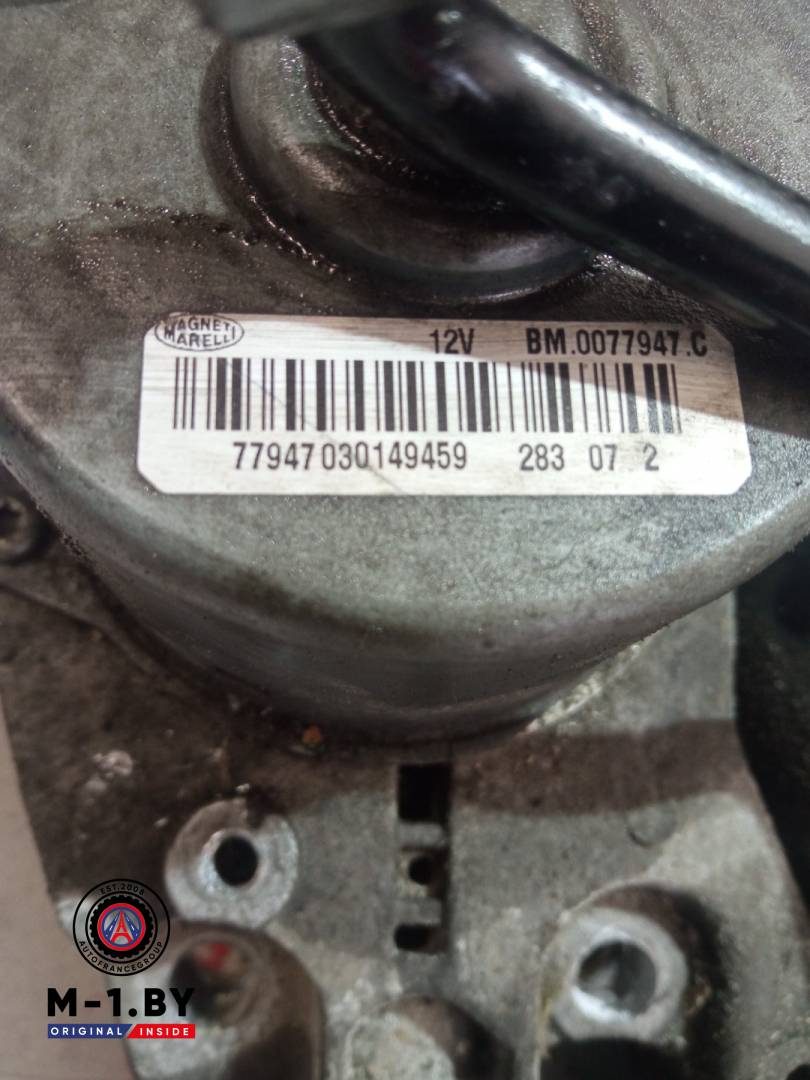 MAGNETI
MARELLI
12V BM.0077947.C
77947 030149459 283 07 2
EST.2008
AUTOFRANCEGROUP
M-1.BY
ORIGINAL INSIDE